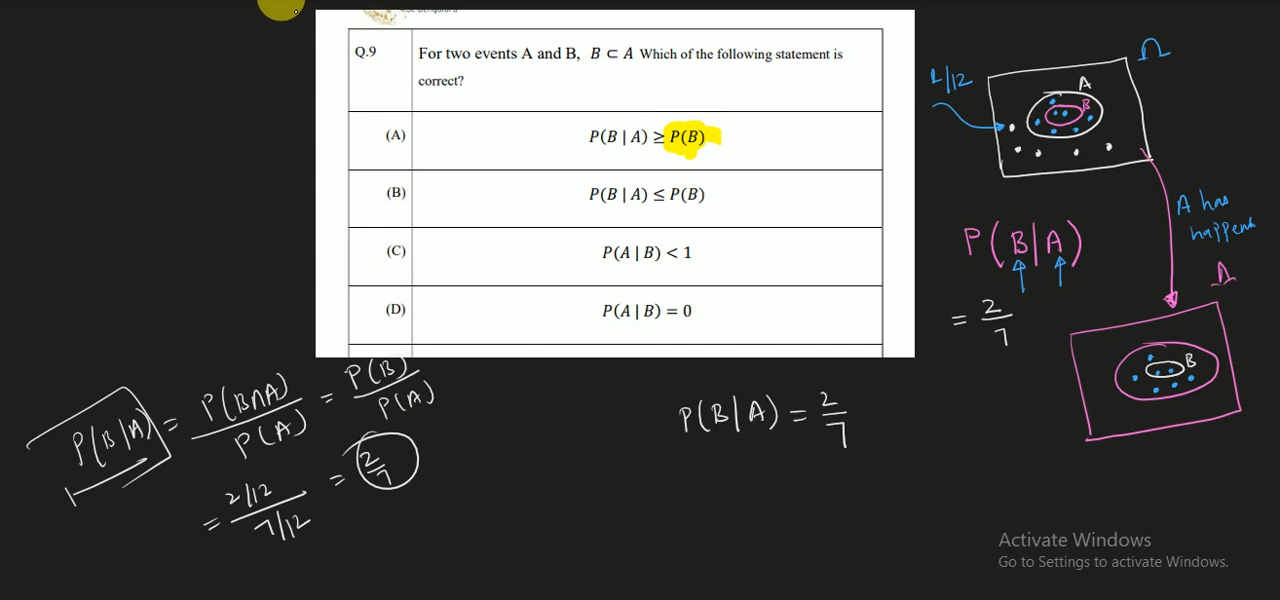 Q.9
For two events A and B, B ⊂ A Which of the following statement is
correct?
(A) P(B | A) ≥ P(B)
(B) P(B | A) ≤ P(B)
(C) P(A | B) < 1
(D) P(A | B) = 0
P(B|A) = P(B∩A)/P(A) = P(B)/P(A)
= 2/12 / 7/12 = 2/7
P(B|A) = 2/7
1/12
Ω
A
B
A has
happen
P(B|A)
= 2/7
Ω
B
Activate Windows
Go to Settings to activate Windows.